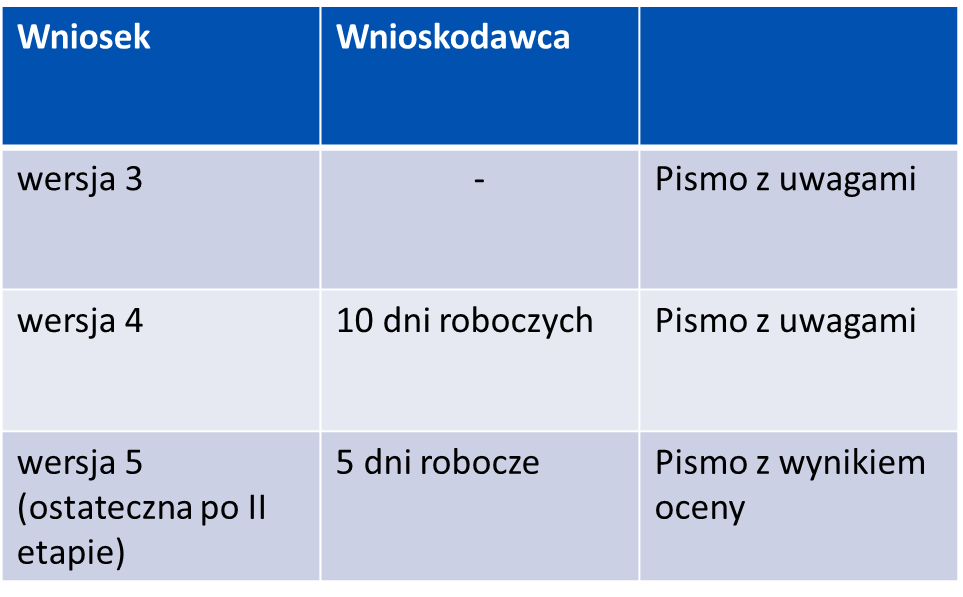 Wniosek Wnioskodawca
wersja 3 - Pismo z uwagami
wersja 4 10 dni roboczych Pismo z uwagami
wersja 5 5 dni robocze Pismo z wynikiem
(ostateczna po II oceny
etapie)